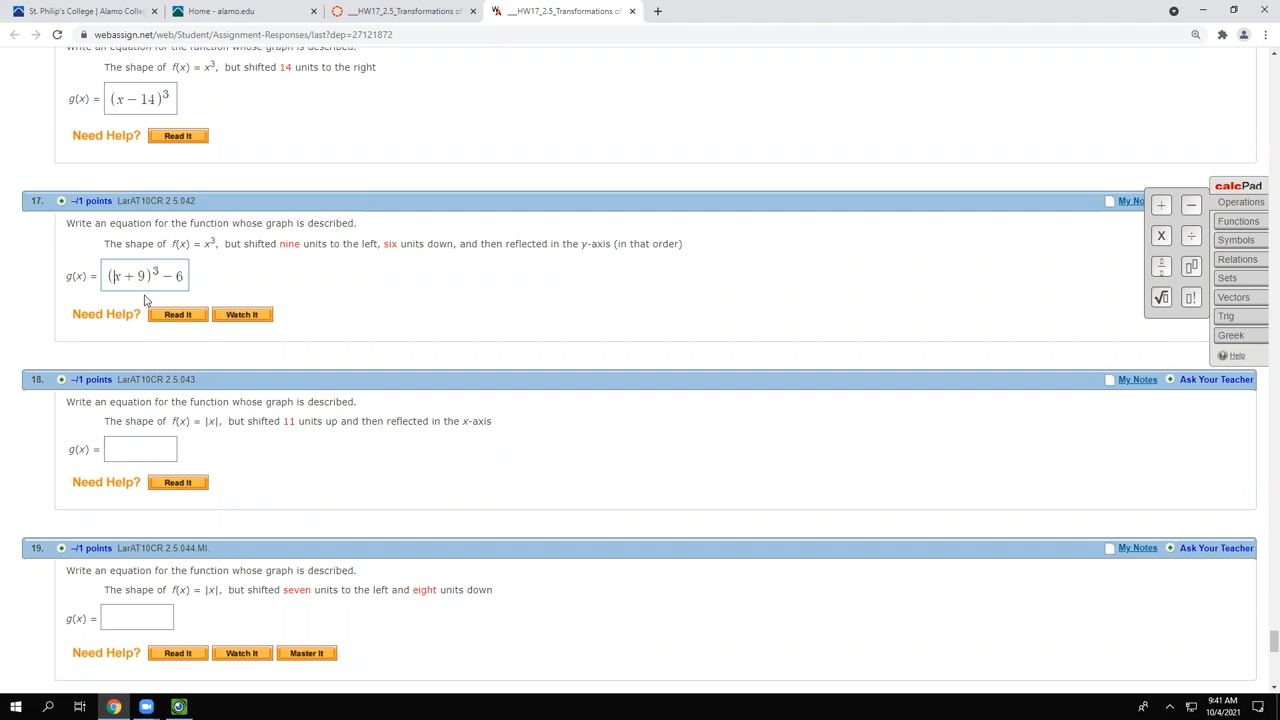 St. Philip's College | Alamo Colle
Home - alamo.edu
__HW17_2.5_Transformations of
__HW17_2.5_Transformations of
webassign.net/web/Student/Assignment-Responses/last?dep=27121872
Write an equation for the function whose graph is described.
The shape of f(x) = x³, but shifted 14 units to the right
g(x) = (x − 14)³
Need Help? Read It
17. –/1 points LarAT10CR 2.5.042. My No
Write an equation for the function whose graph is described.
The shape of f(x) = x³, but shifted nine units to the left, six units down, and then reflected in the y-axis (in that order)
g(x) = (x + 9)³ − 6
Need Help? Read It Watch It
18. –/1 points LarAT10CR 2.5.043. My Notes Ask Your Teacher
Write an equation for the function whose graph is described.
The shape of f(x) = |x|, but shifted 11 units up and then reflected in the x-axis
g(x) =
Need Help? Read It
19. –/1 points LarAT10CR 2.5.044.MI. My Notes Ask Your Teacher
Write an equation for the function whose graph is described.
The shape of f(x) = |x|, but shifted seven units to the left and eight units down
g(x) =
Need Help? Read It Watch It Master It
calcPad
Operations
Functions
Symbols
Relations
Sets
Vectors
Trig
Greek
Help
+ −
X ÷
√ !
9:41 AM
10/4/2021